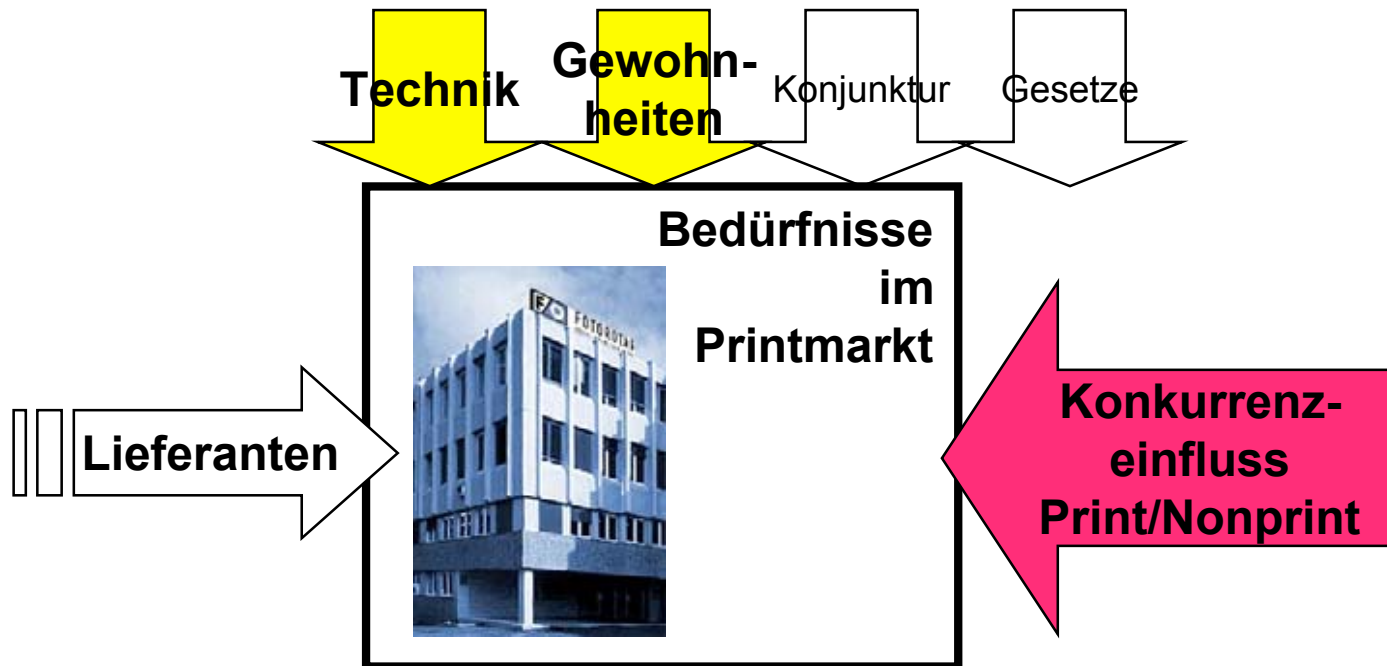 Technik
Gewohn-
heiten
Konjunktur
Gesetze
Bedürfnisse
im
Printmarkt
F/O
FOTOROTAR
Lieferanten
Konkurrenz-
einfluss
Print/Nonprint